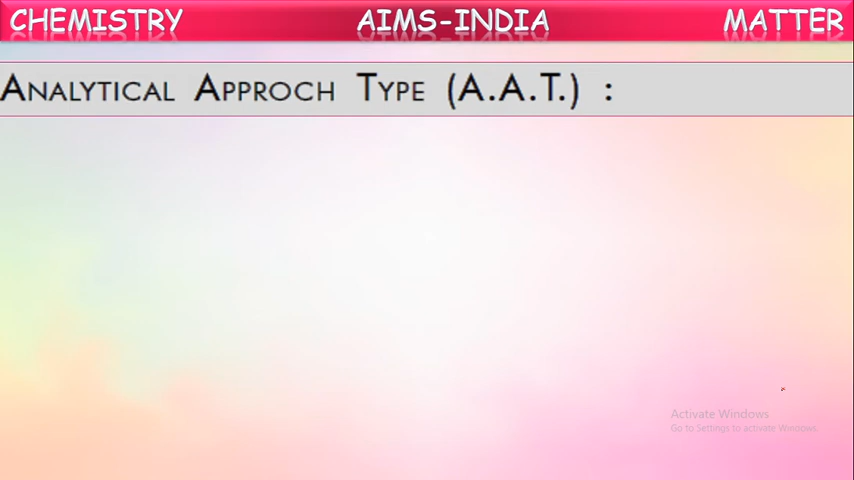 CHEMISTRY AIMS-INDIA MATTER
Analytical Approch Type (A.A.T.) :
Activate Windows
Go to Settings to activate Windows.